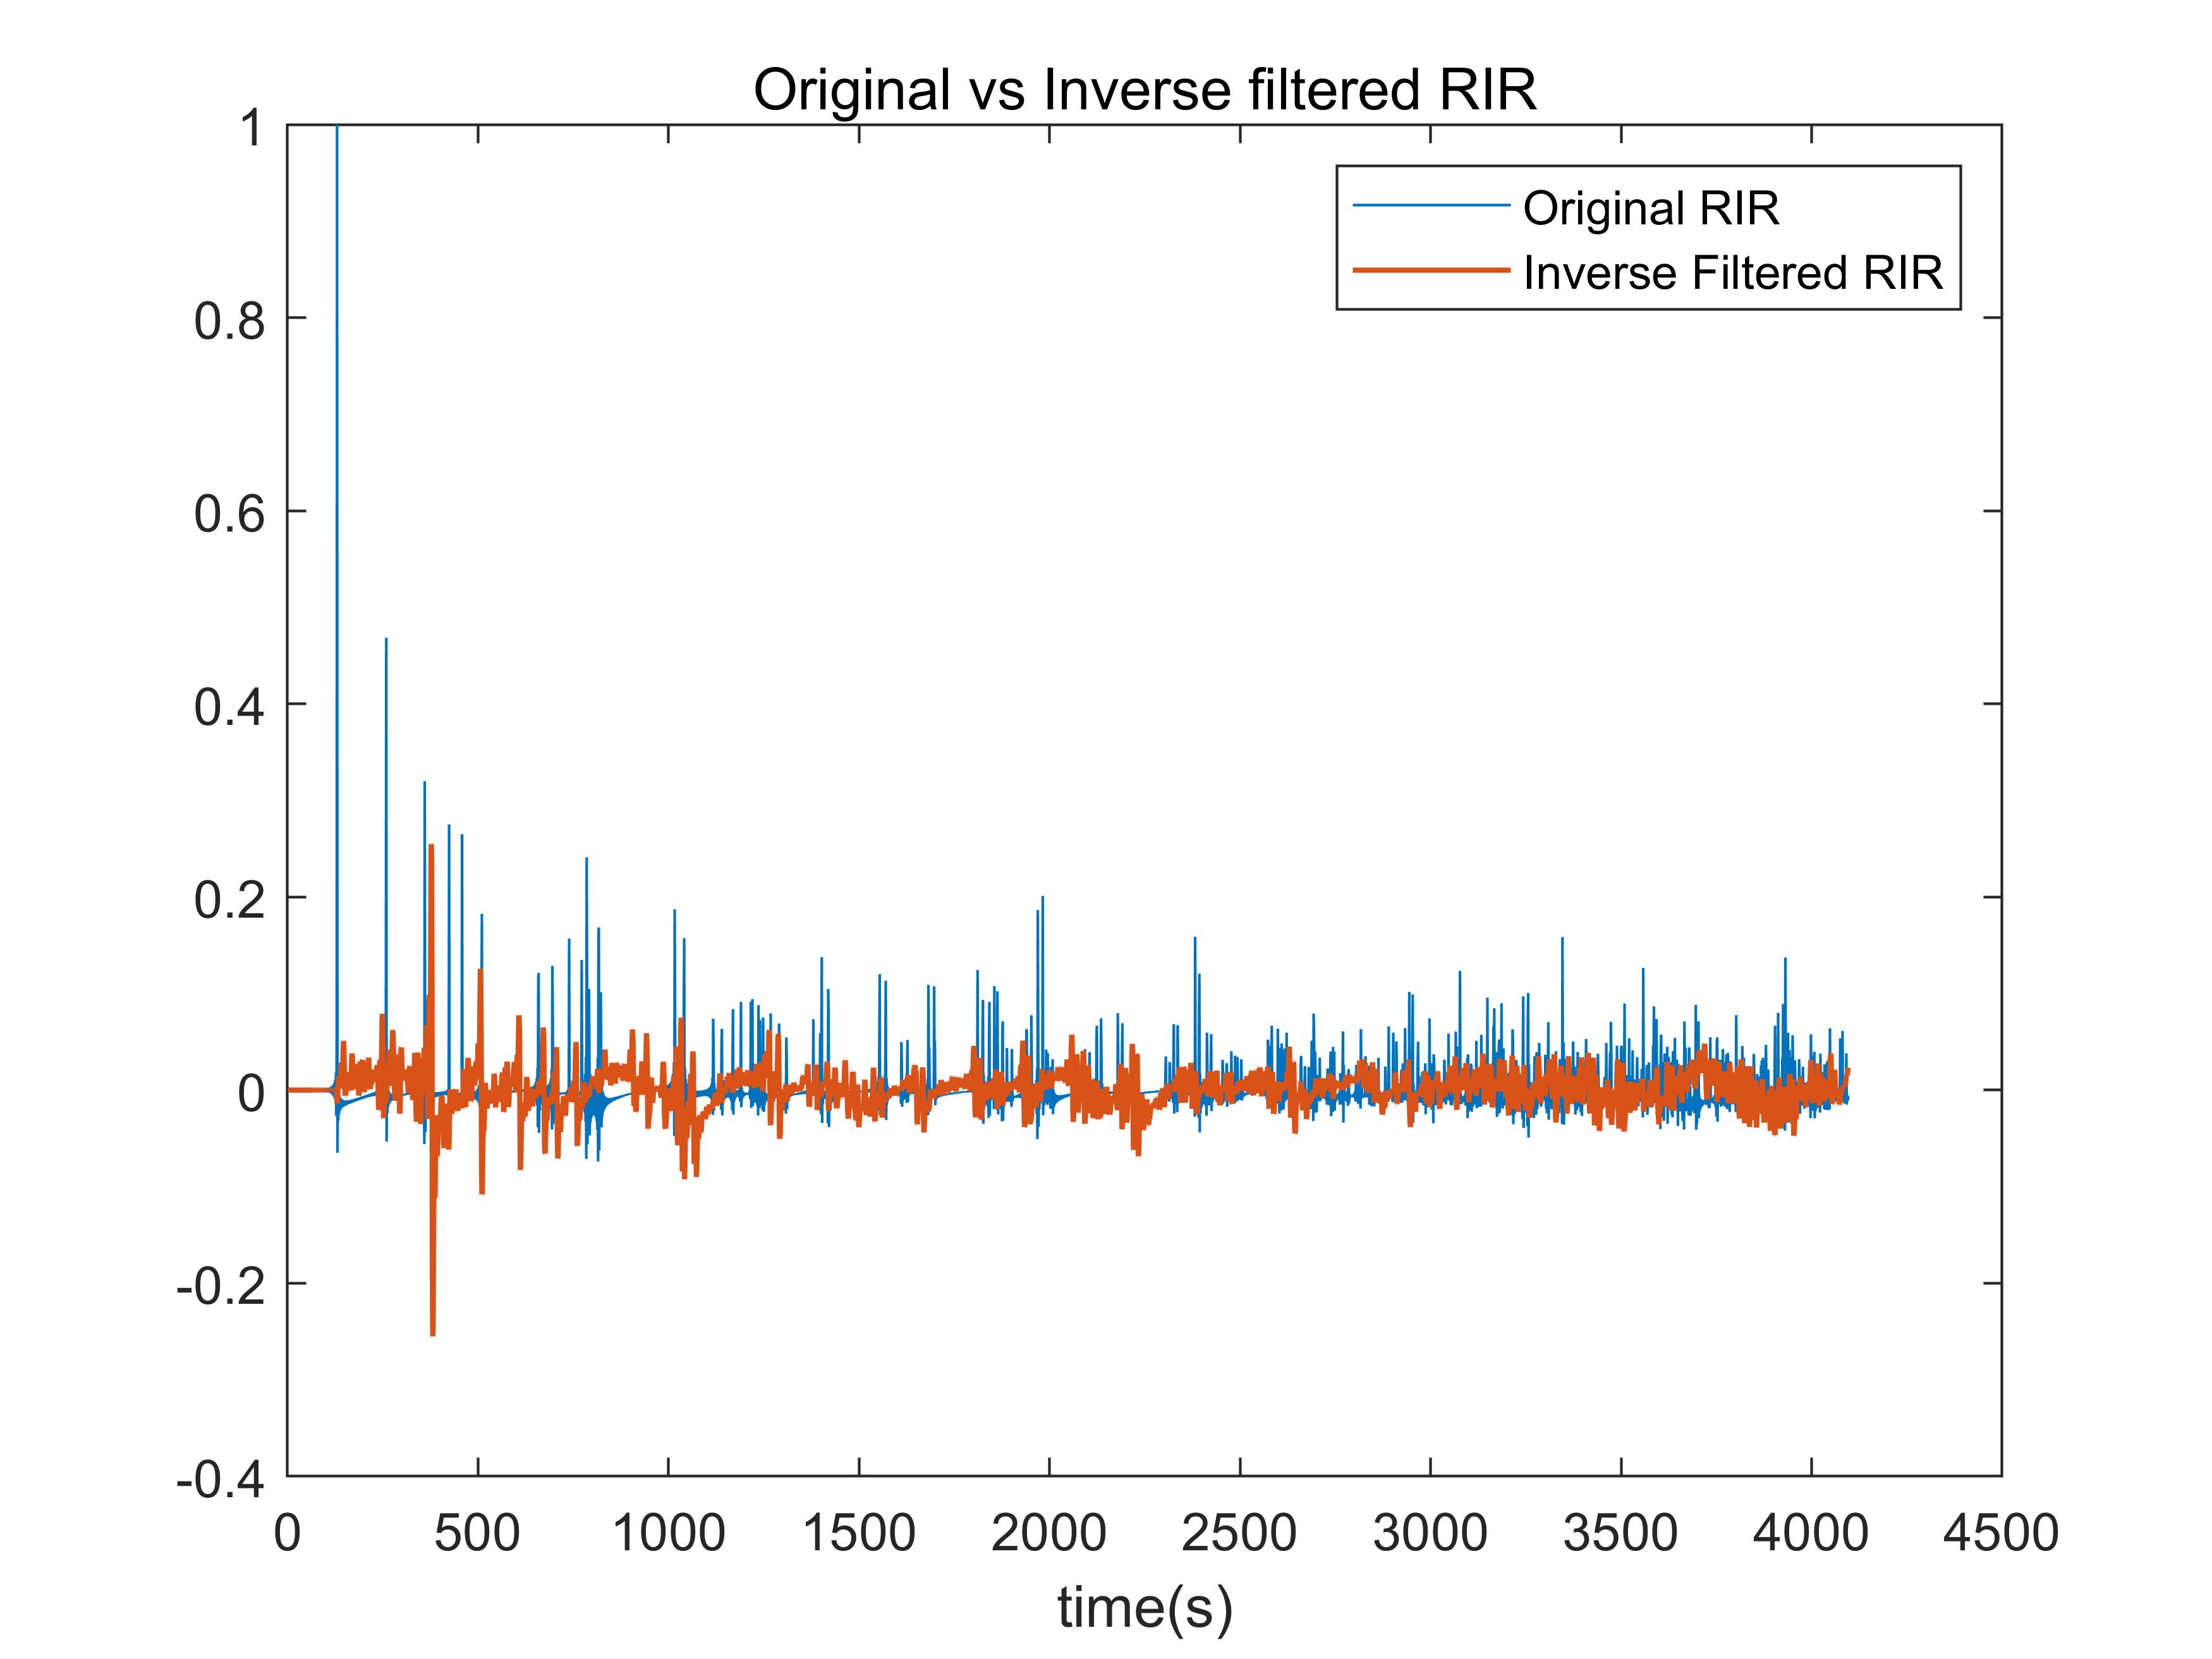 Original vs Inverse filtered RIR
1
0.8
0.6
0.4
0.2
0
-0.2
-0.4
Original RIR
Inverse Filtered RIR
0 500 1000 1500 2000 2500 3000 3500 4000 4500
time(s)